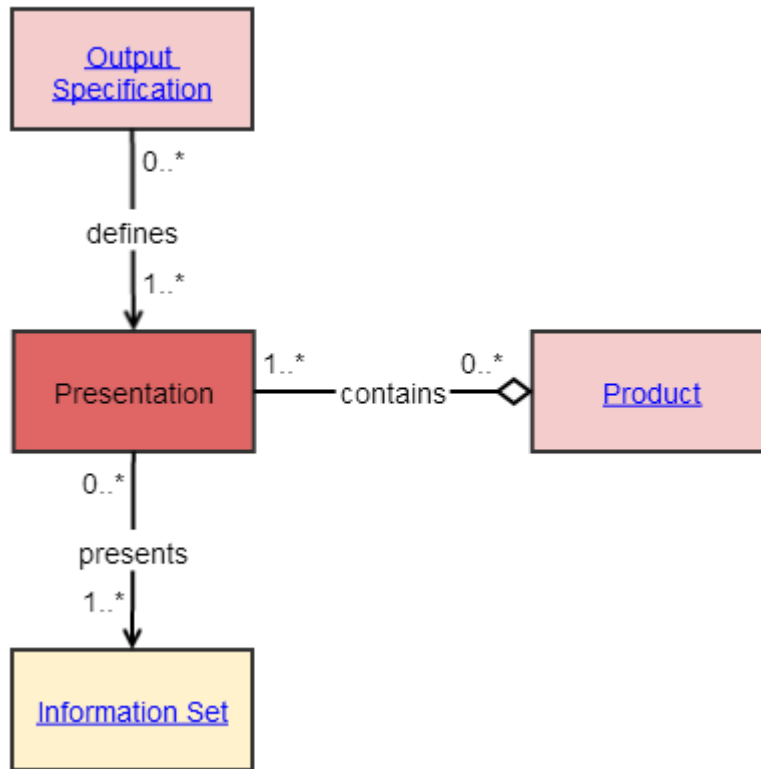 Output
Specification
0..*
defines
1..*
Presentation
1..*
contains
0..*
Product
0..*
presents
1..*
Information Set